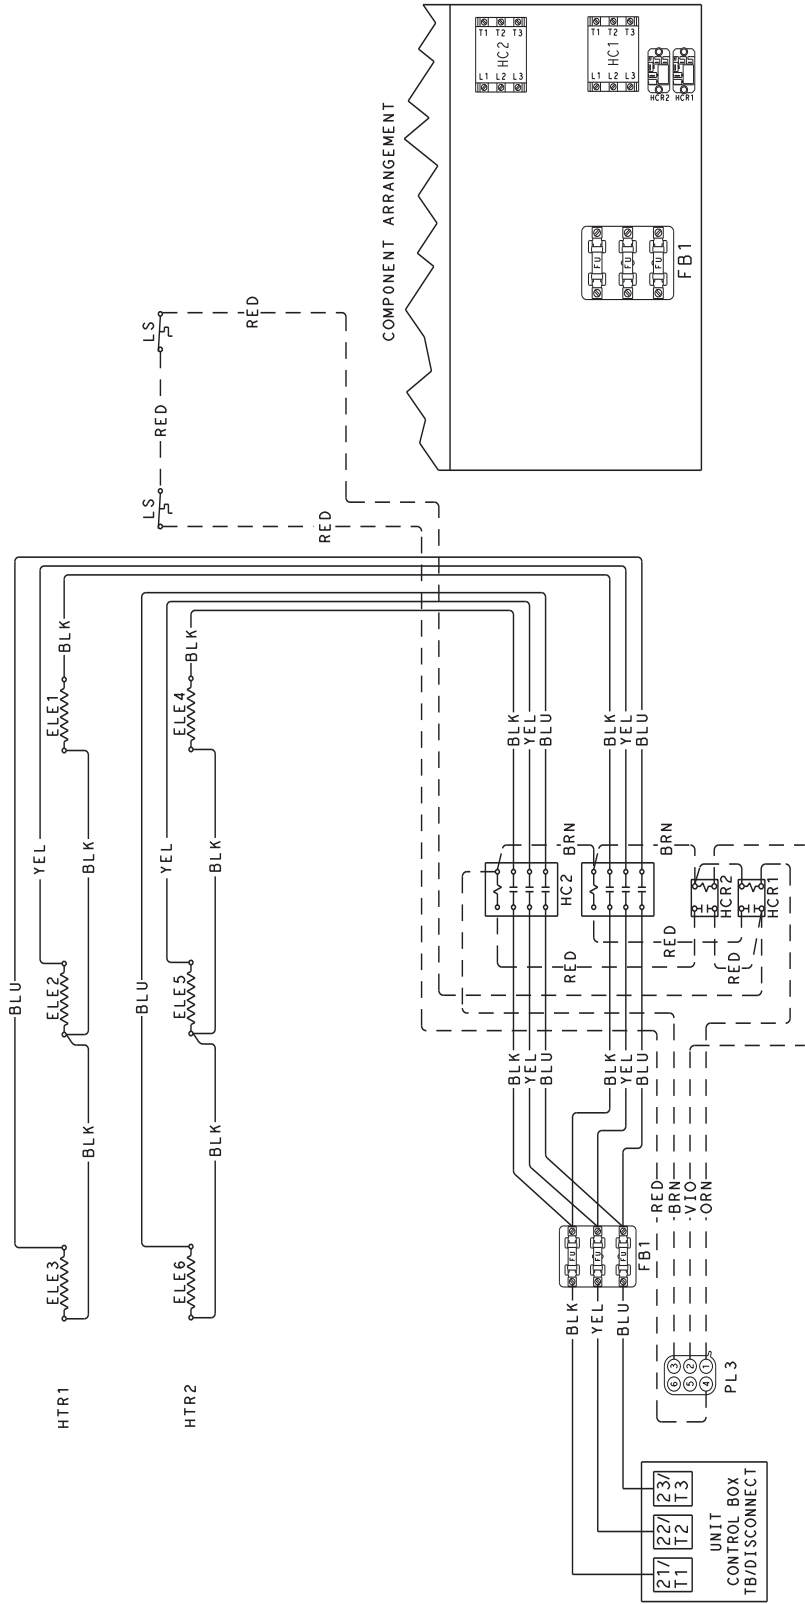 COMPONENT ARRANGEMENT
T1 T2 T3
HC2
L1 L2 L3
T1 T2 T3
HC1
L1 L2 L3
HCR2
HCR1
FU
FU
FU
FB1
LS
RED
RED
LS
RED
BLK
ELE1
BLK
ELE4
YEL
BLK
YEL
BLK
BLK
YEL
BLU
BLK
YEL
BLU
BRN
BRN
HC2
HCR2
HCR1
RED
RED
RED
BLU
ELE2
BLU
ELE5
BLK
YEL
BLU
BLK
YEL
BLU
BLK
BLK
RED
BRN
VIO
ORN
ELE3
ELE6
FU
FU
FU
FB1
BLK
YEL
BLU
3
2
1
6
5
4
PL3
HTR1
HTR2
21/
T1
22/
T2
23/
T3
UNIT
CONTROL BOX
TB/DISCONNECT